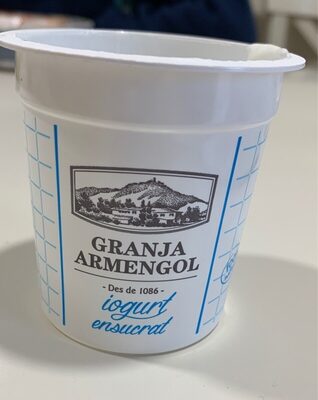 GRANJA
ARMENGOL
- Des de 1086 -
iogurt
ensucrat